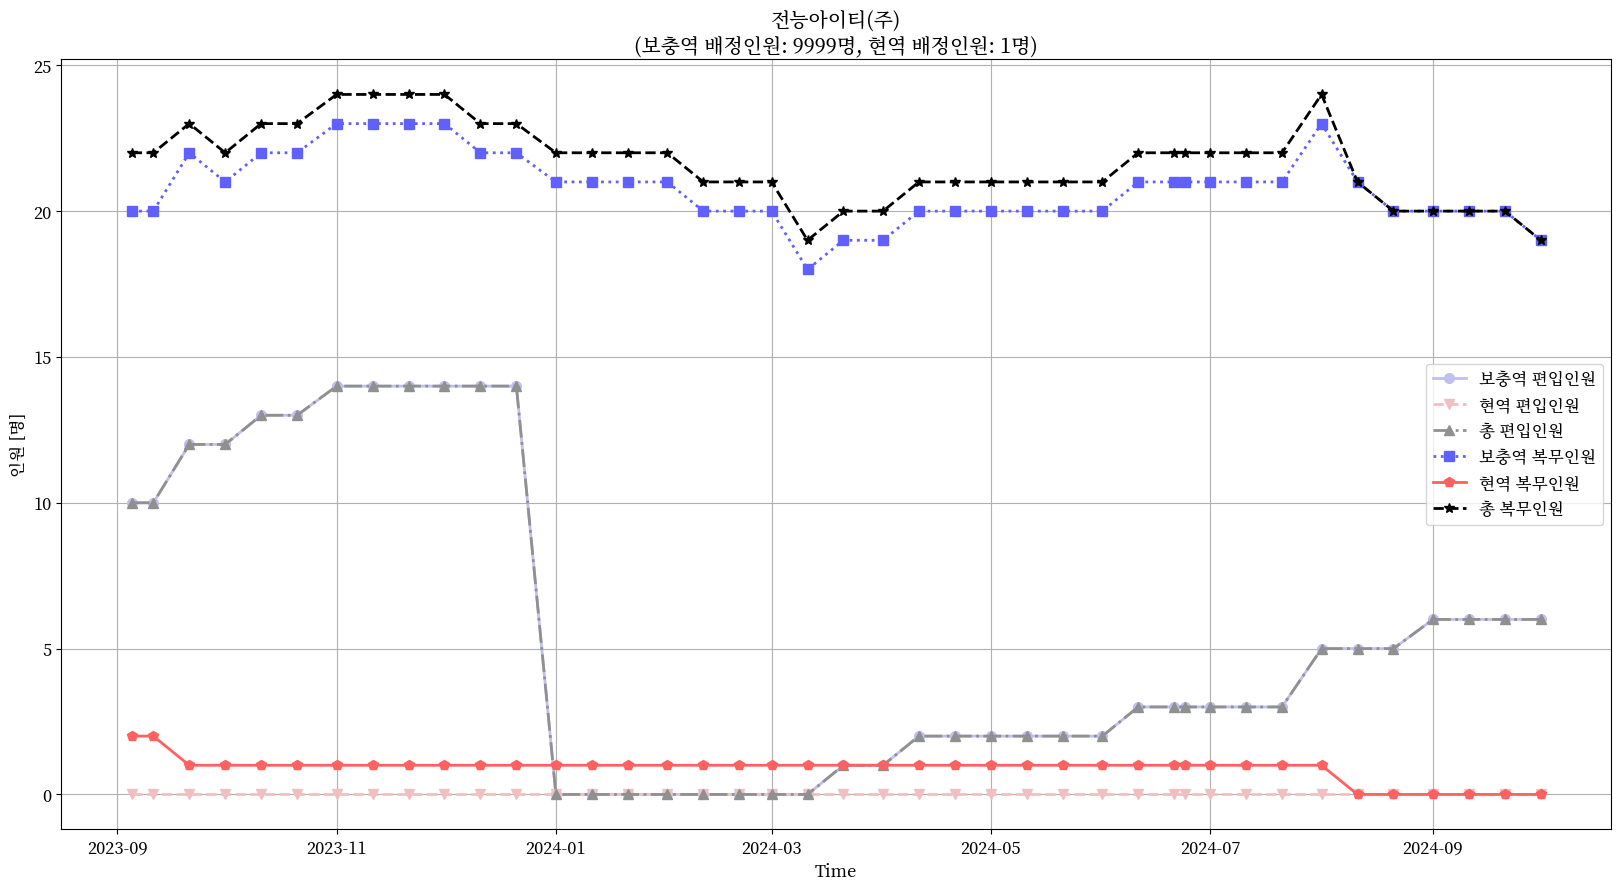 전능아이티(주)
(보충역 배정인원: 9999명, 현역 배정인원: 1명)
인원 [명]
25
20
15
10
5
0
보충역 편입인원
현역 편입인원
총 편입인원
보충역 복무인원
현역 복무인원
총 복무인원
2023-09 2023-11 2024-01 2024-03 2024-05 2024-07 2024-09
Time